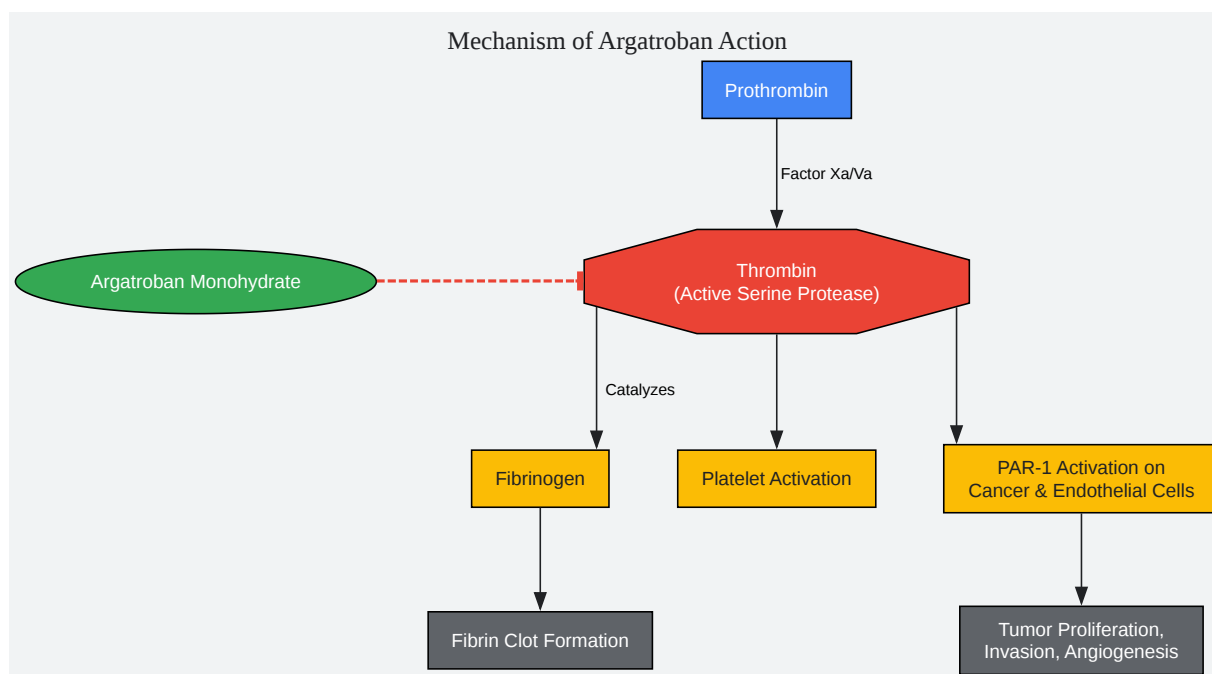 Mechanism of Argatroban Action
Prothrombin
Factor Xa/Va
Argatroban Monohydrate
Thrombin
(Active Serine Protease)
Catalyzes
Fibrinogen
Platelet Activation
PAR-1 Activation on
Cancer & Endothelial Cells
Fibrin Clot Formation
Tumor Proliferation,
Invasion, Angiogenesis